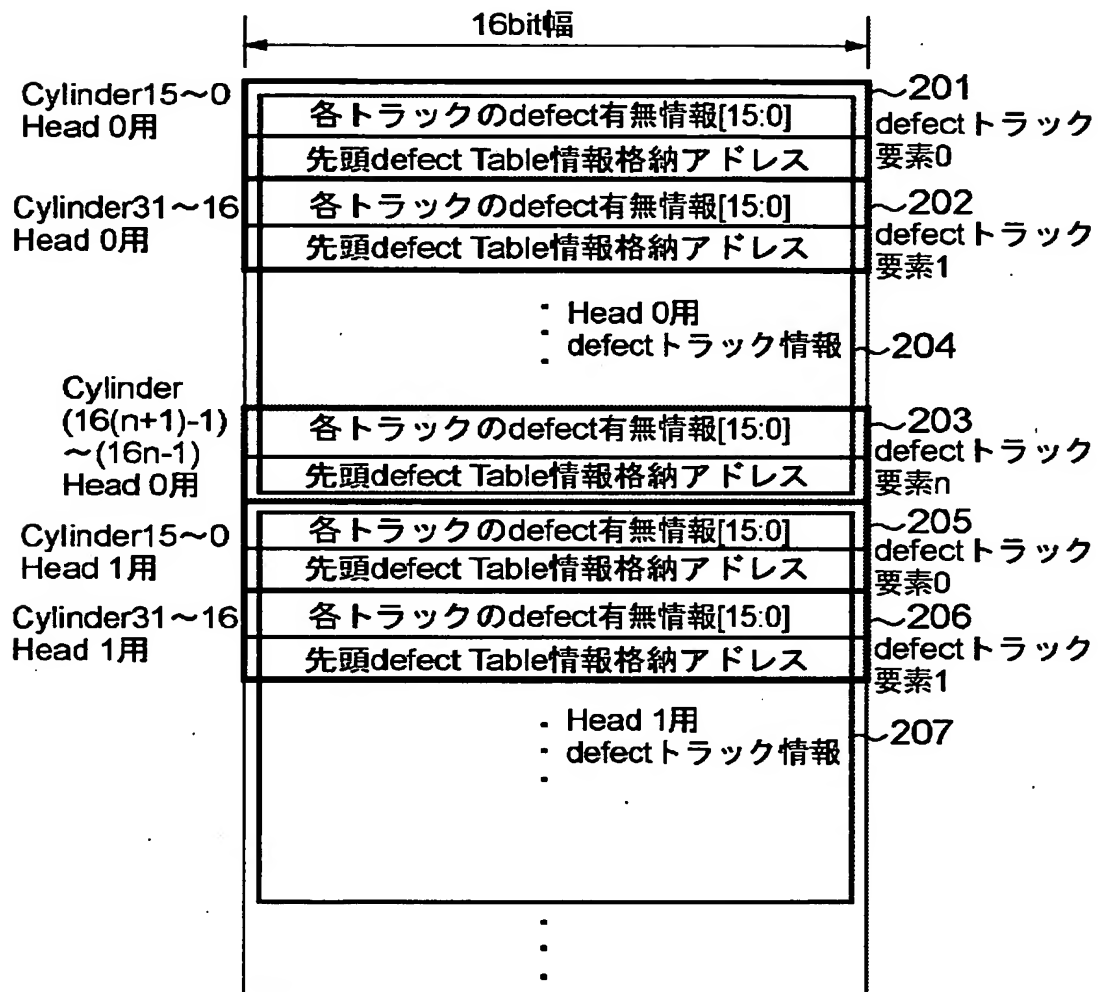 16bit幅
Cylinder15～0
Head 0用
各トラックのdefect有無情報[15:0]
先頭defect Table情報格納アドレス
～201
defectトラック
要素0
Cylinder31～16
Head 0用
各トラックのdefect有無情報[15:0]
先頭defect Table情報格納アドレス
～202
defectトラック
要素1
Head 0用
defectトラック情報
～204
Cylinder
(16(n+1)-1)
～(16n-1)
Head 0用
各トラックのdefect有無情報[15:0]
先頭defect Table情報格納アドレス
～203
defectトラック
要素n
Cylinder15～0
Head 1用
各トラックのdefect有無情報[15:0]
先頭defect Table情報格納アドレス
～205
defectトラック
要素0
Cylinder31～16
Head 1用
各トラックのdefect有無情報[15:0]
先頭defect Table情報格納アドレス
～206
defectトラック
要素1
Head 1用
defectトラック情報
～207